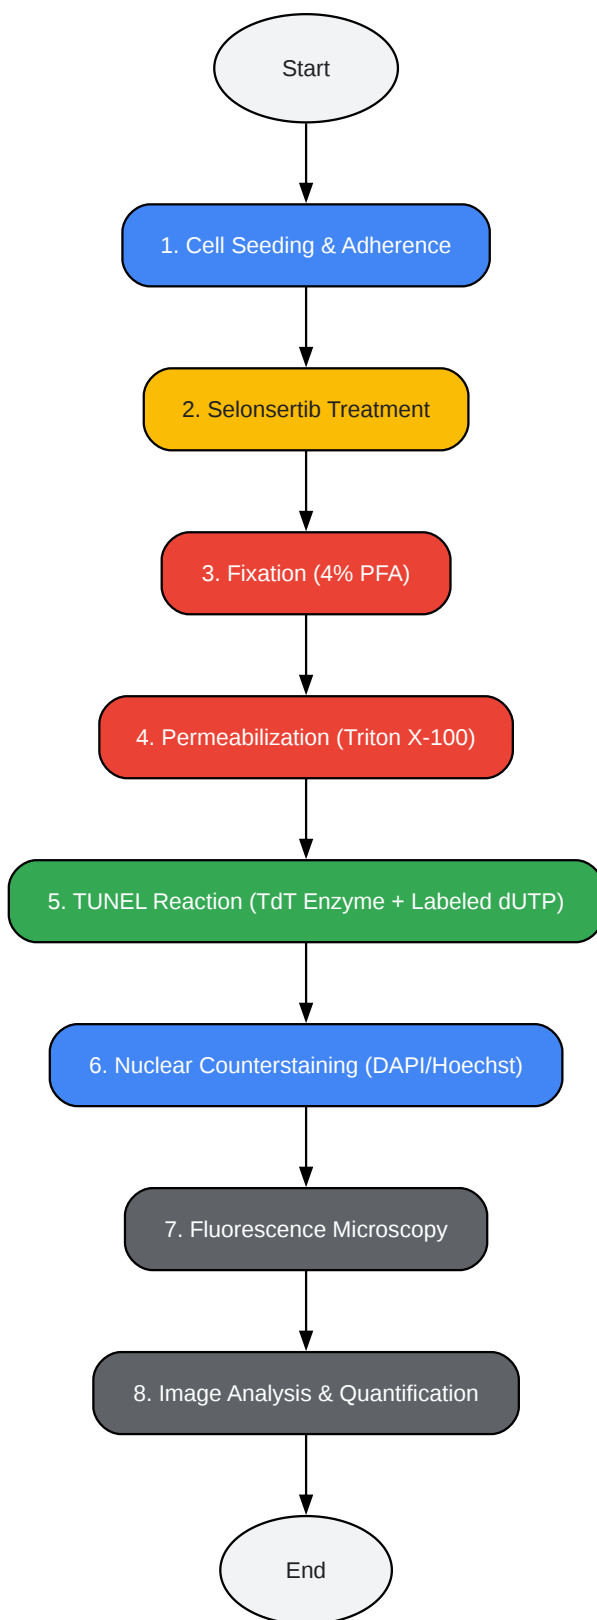 Start
1. Cell Seeding & Adherence
2. Selonsertib Treatment
3. Fixation (4% PFA)
4. Permeabilization (Triton X-100)
5. TUNEL Reaction (TdT Enzyme + Labeled dUTP)
6. Nuclear Counterstaining (DAPI/Hoechst)
7. Fluorescence Microscopy
8. Image Analysis & Quantification
End